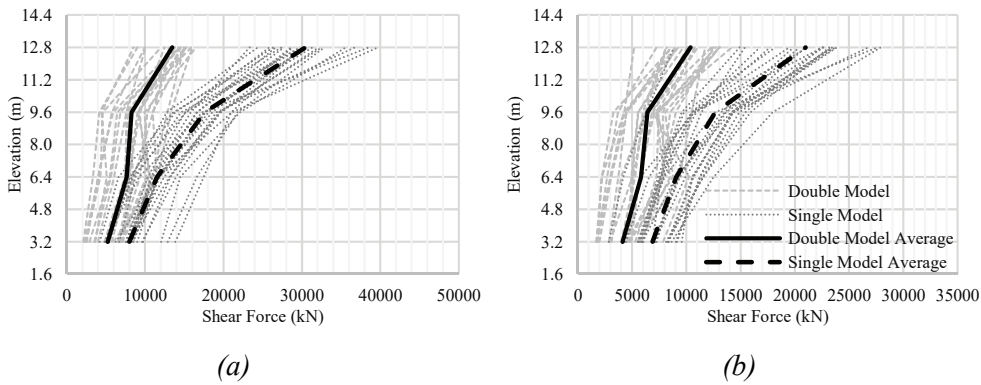 14.4
12.8
11.2
9.6
8.0
6.4
4.8
3.2
1.6
Elevation (m)
0 10000 20000 30000 40000 50000
Shear Force (kN)
(a)
14.4
12.8
11.2
9.6
8.0
6.4
4.8
3.2
1.6
Elevation (m)
Double Model
Single Model
Double Model Average
Single Model Average
0 5000 10000 15000 20000 25000 30000 35000
Shear Force (kN)
(b)